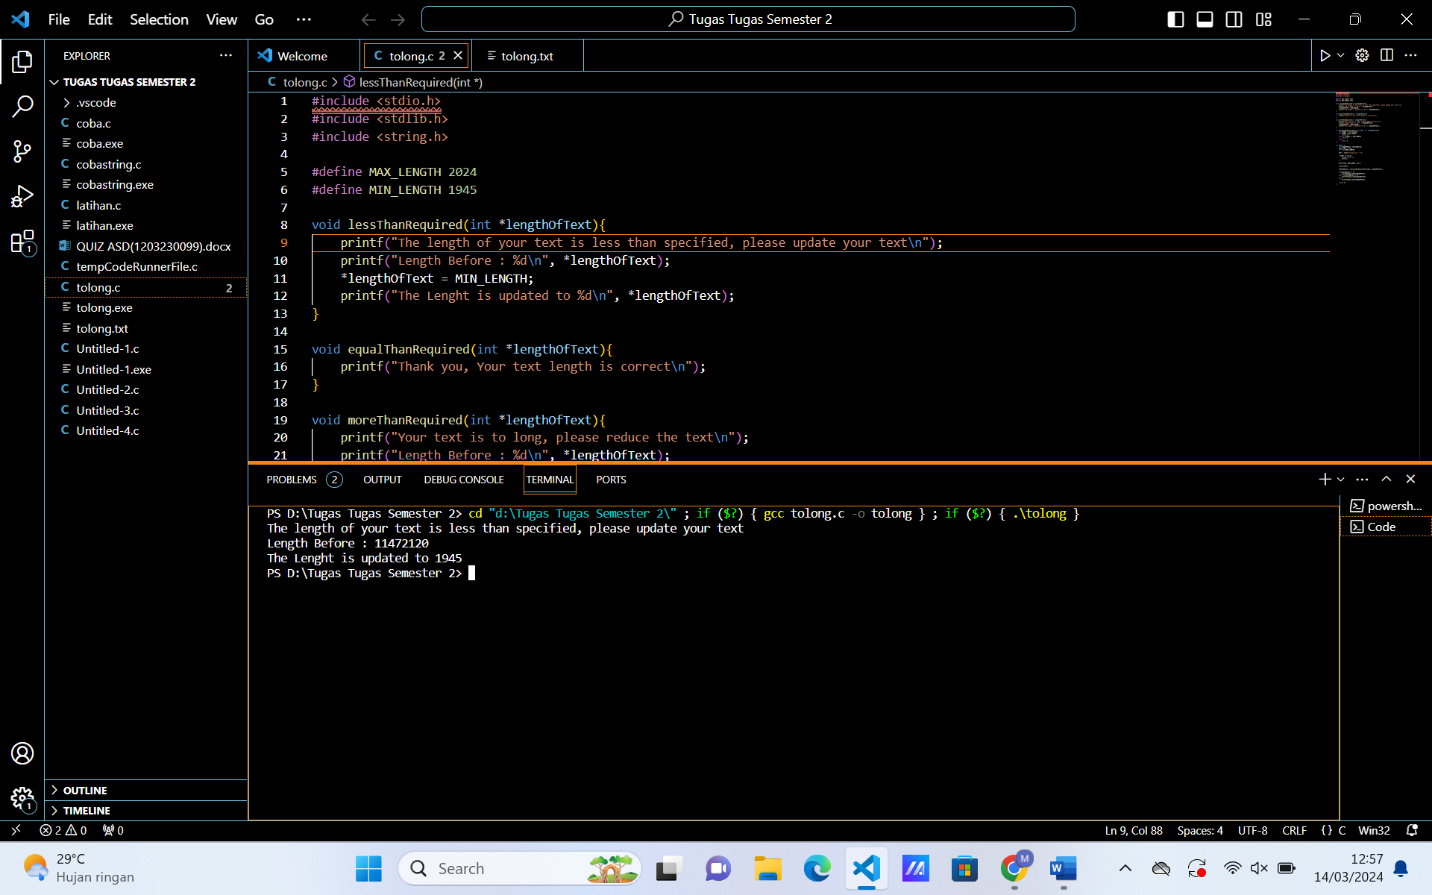 File Edit Selection View Go ··· Tugas Tugas Semester 2
EXPLORER ···
TUGAS TUGAS SEMESTER 2
.vscode
coba.c
coba.exe
cobastring.c
cobastring.exe
latihan.c
latihan.exe
QUIZ ASD(1203230099).docx
tempCodeRunnerFile.c
tolong.c 2
tolong.exe
tolong.txt
Untitled-1.c
Untitled-1.exe
Untitled-2.c
Untitled-3.c
Untitled-4.c
OUTLINE
TIMELINE
1
1
Welcome C tolong.c 2 tolong.txt
C tolong.c > lessThanRequired(int *)
1 #include <stdio.h>
2 #include <stdlib.h>
3 #include <string.h>
4
5 #define MAX_LENGTH 2024
6 #define MIN_LENGTH 1945
7
8 void lessThanRequired(int *lengthOfText){
9 printf("The length of your text is less than specified, please update your text\n");
10 printf("Length Before : %d\n", *lengthOfText);
11 *lengthOfText = MIN_LENGTH;
12 printf("The Lenght is updated to %d\n", *lengthOfText);
13 }
14
15 void equalThanRequired(int *lengthOfText){
16 printf("Thank you, Your text length is correct\n");
17 }
18
19 void moreThanRequired(int *lengthOfText){
20 printf("Your text is to long, please reduce the text\n");
21 printf("Length Before : %d\n", *lengthOfText);
PROBLEMS 2 OUTPUT DEBUG CONSOLE TERMINAL PORTS
PS D:\Tugas Tugas Semester 2> cd "d:\Tugas Tugas Semester 2\" ; if ($?) { gcc tolong.c -o tolong } ; if ($?) { .\tolong }
The length of your text is less than specified, please update your text
Length Before : 11472120
The Lenght is updated to 1945
PS D:\Tugas Tugas Semester 2>
powersh...
Code
2 0 0 Ln 9, Col 88 Spaces: 4 UTF-8 CRLF {} C Win32
29°C
Hujan ringan
Search
M
W
12:57
14/03/2024